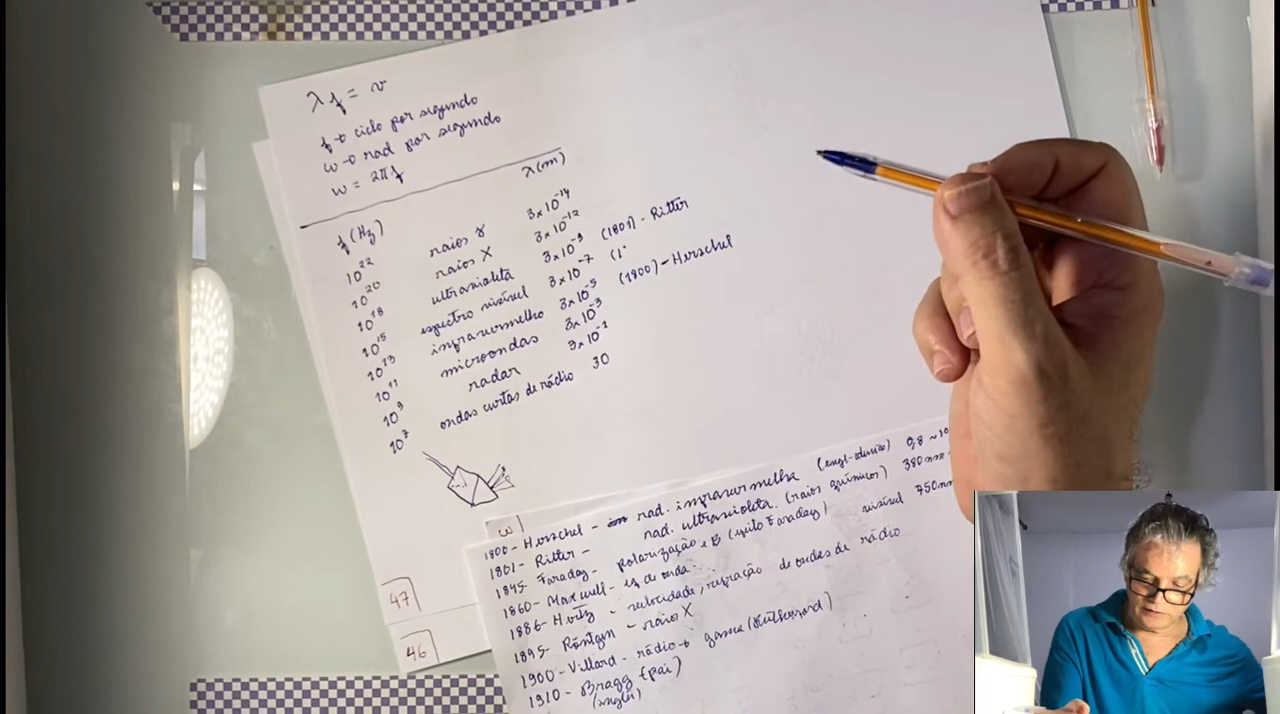 λ f = v
f → ciclo por segundo
ω → rad por segundo
ω = 2πf
f (Hz) λ (m)
10²² raios γ 3×10⁻¹⁴
10²⁰ raios X 3×10⁻¹²
10¹⁸ ultravioleta 3×10⁻⁹ (1801) - Ritter
10¹⁵ espectro visível 3×10⁻⁷ (1
10¹³ infravermelho 3×10⁻⁵ (1800) - Herschel
10¹¹ microondas 3×10⁻³
10⁹ radar 3×10⁻¹
10⁷ ondas curtas de rádio 30
47
46
3
1800 - Herschel - rad. infravermelha 0,8 ~ 10
1801 - Ritter - rad. ultravioleta. (raios químicos) 380nm
1845 - Faraday - polarização e B (efeito Faraday) visível 750nm
1860 - Maxwell - eq de onda.
1886 - Hertz - velocidade, refração de ondas de rádio
1895 - Röntgen - raios X
1900 - Villard - rádio → gama (Rutherford)
1910 - Bragg (pai)
(inglês)